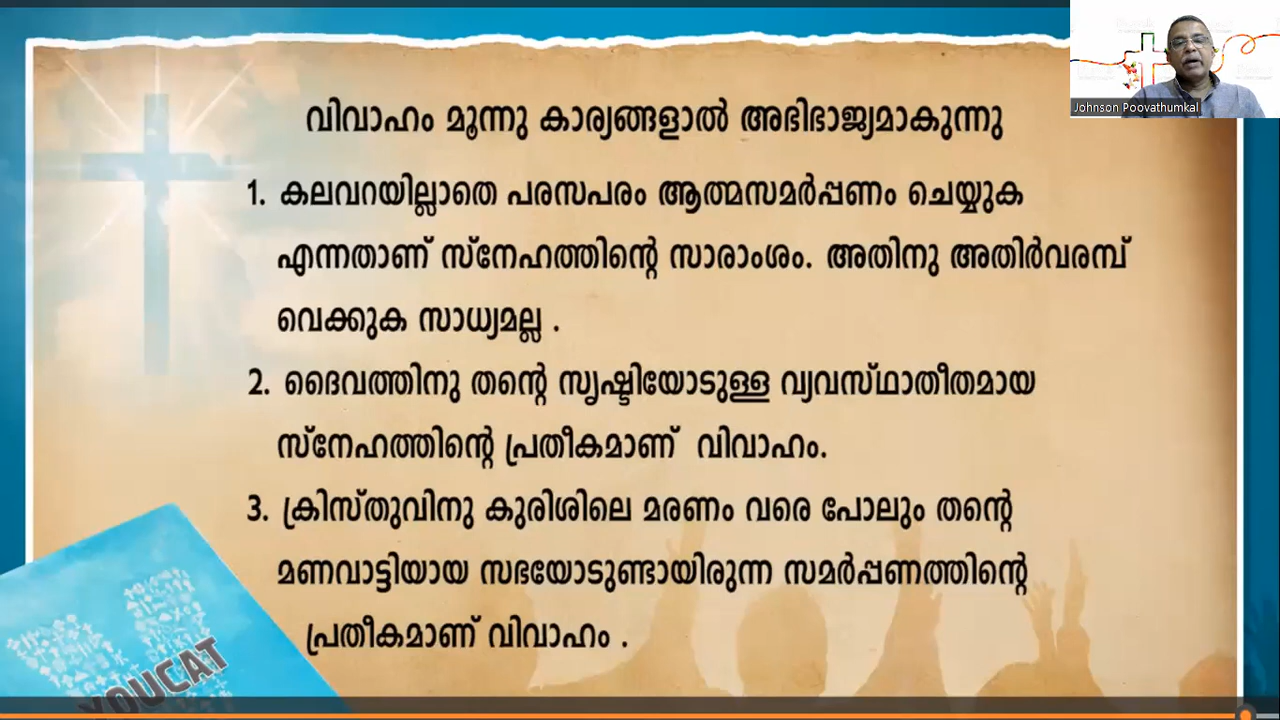 Johnson Poovathumkal
വിവാഹം മൂന്നു കാര്യങ്ങളാൽ അഭിഭാജ്യമാകുന്നു
1. കലവറയില്ലാതെ പരസപരം ആത്മസമർപ്പണം ചെയ്യുക
എന്നതാണ് സ്നേഹത്തിന്റെ സാരാംശം. അതിനു അതിർവരമ്പ്
വെക്കുക സാധ്യമല്ല .
2. ദൈവത്തിനു തന്റെ സൃഷ്ടിയോടുള്ള വ്യവസ്ഥാതീതമായ
സ്നേഹത്തിന്റെ പ്രതീകമാണ് വിവാഹം.
3. ക്രിസ്തുവിനു കുരിശിലെ മരണം വരെ പോലും തന്റെ
മണവാട്ടിയായ സഭയോടുണ്ടായിരുന്ന സമർപ്പണത്തിന്റെ
പ്രതീകമാണ് വിവാഹം .
YOUCAT